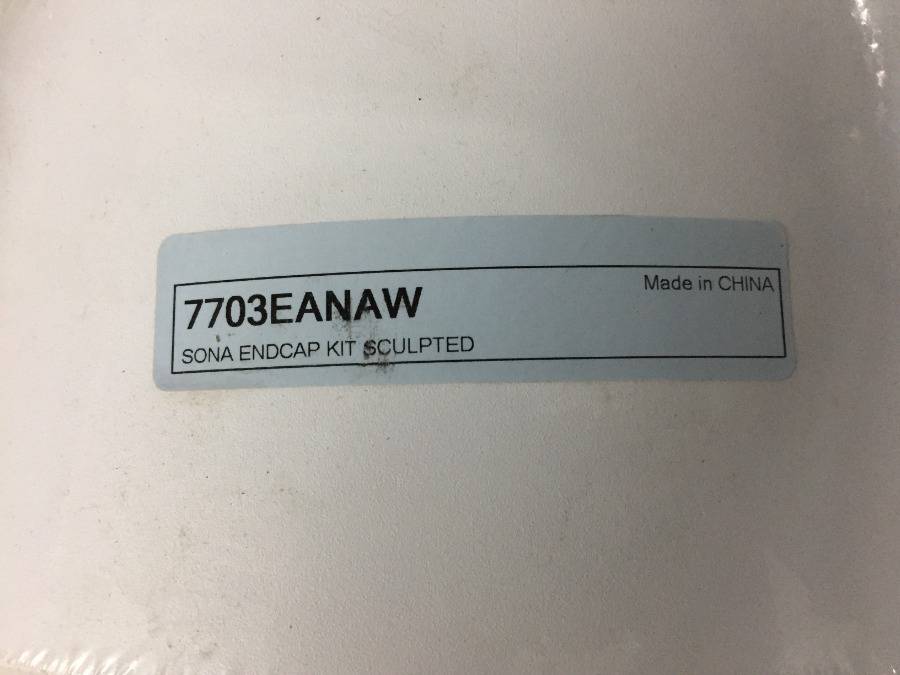 Made in CHINA
7703EANAW
SONA ENDCAP KIT SCULPTED